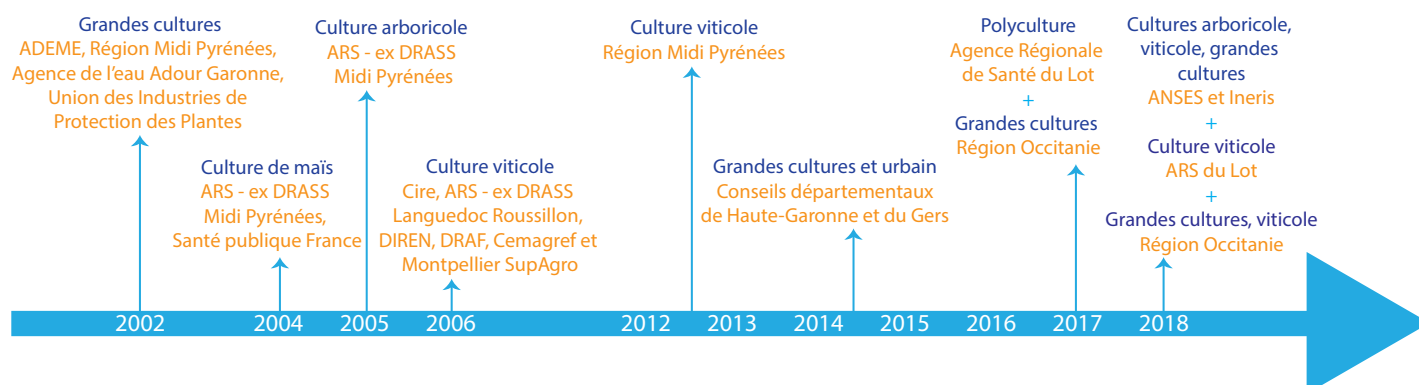 Grandes cultures
ADEME, Région Midi Pyrénées,
Agence de l'eau Adour Garonne,
Union des Industries de
Protection des Plantes
Culture de maïs
ARS - ex DRASS
Midi Pyrénées,
Santé publique France
Culture arboricole
ARS - ex DRASS
Midi Pyrénées
Culture viticole
Cire, ARS - ex DRASS
Languedoc Roussillon,
DIREN, DRAF, Cemagref et
Montpellier SupAgro
Culture viticole
Région Midi Pyrénées
Grandes cultures et urbain
Conseils départementaux
de Haute-Garonne et du Gers
Polyculture
Agence Régionale
de Santé du Lot
+
Grandes cultures
Région Occitanie
Cultures arboricole,
viticole, grandes
cultures
ANSES et Ineris
+
Culture viticole
ARS du Lot
+
Grandes cultures, viticole
Région Occitanie
2002 2004 2005 2006 2012 2013 2014 2015 2016 2017 2018